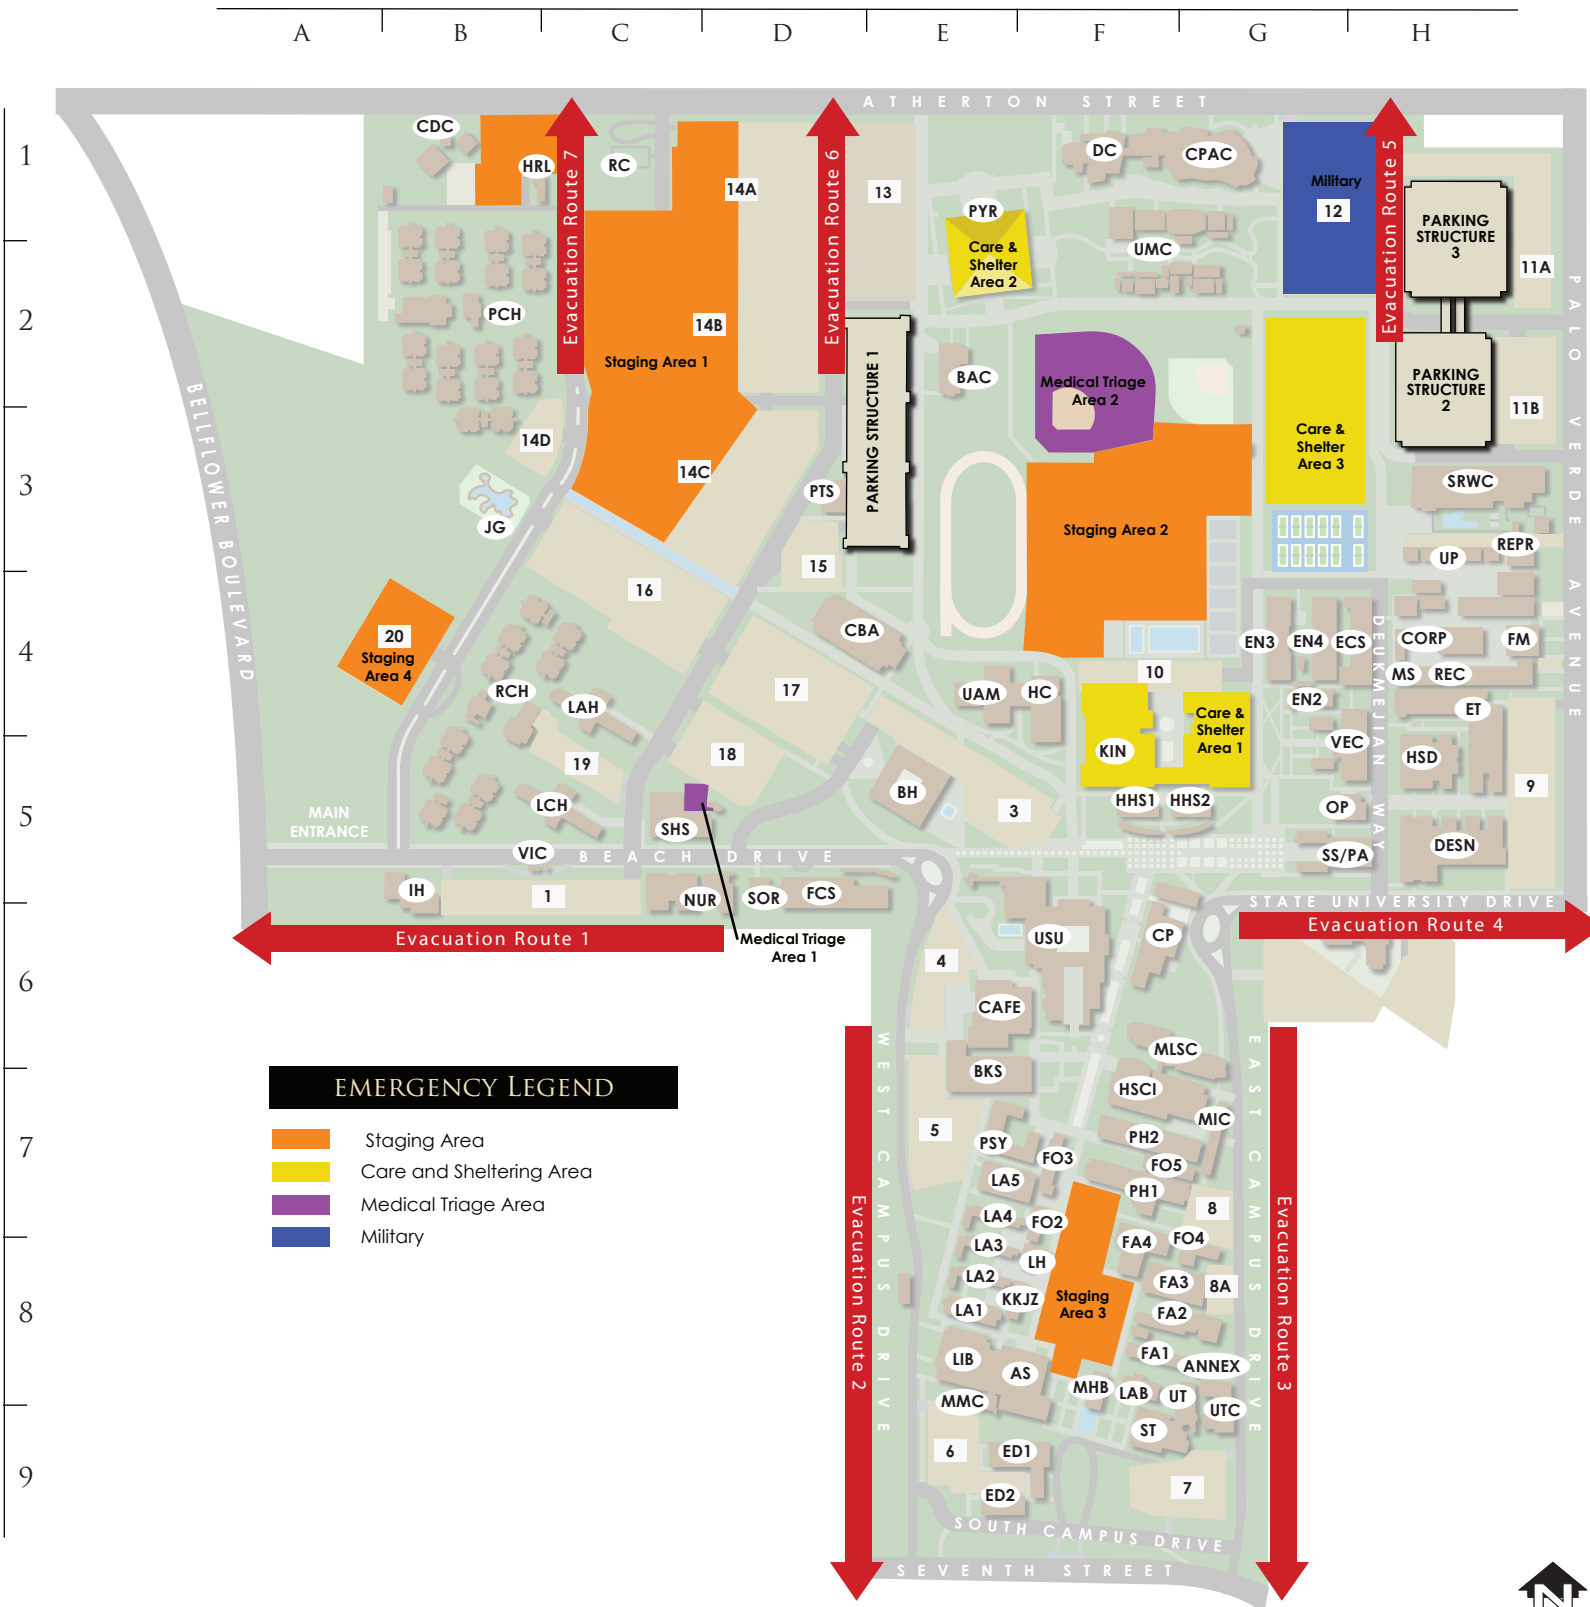 A B C D E F G H
1
2
3
4
5
6
7
8
9
ATHERTON STREET
BELLFLOWER BOULEVARD
PALO VERDE AVENUE
Evacuation Route 7
Evacuation Route 6
Evacuation Route 5
CDC
HRL
RC
14A
13
PYR
Care &
Shelter
Area 2
DC
CPAC
UMC
Military
12
PARKING
STRUCTURE
3
11A
PCH
14B
Staging Area 1
PARKING STRUCTURE 1
BAC
Medical Triage
Area 2
PARKING
STRUCTURE
2
11B
14D
14C
JG
PTS
Care &
Shelter
Area 3
SRWC
Staging Area 2
UP
REPR
15
16
20
Staging
Area 4
CBA
EN3
EN4
ECS
DEUKMEJIAN WAY
CORP
FM
MS
REC
RCH
LAH
17
UAM
HC
10
EN2
ET
KIN
Care &
Shelter
Area 1
VEC
HSD
18
19
LCH
BH
3
HHS1
HHS2
OP
9
MAIN
ENTRANCE
SHS
VIC
BEACH DRIVE
SS/PA
DESN
IH
1
NUR
SOR
FCS
STATE UNIVERSITY DRIVE
Evacuation Route 1
Medical Triage
Area 1
Evacuation Route 4
4
USU
CP
CAFE
WEST CAMPUS DRIVE
EAST CAMPUS DRIVE
Evacuation Route 2
Evacuation Route 3
MLSC
BKS
HSCI
MIC
5
PSY
FO3
PH2
FO5
LA5
PH1
8
LA4
FO2
LA3
LH
FA4
FO4
LA2
KKJZ
FA3
8A
LA1
Staging
Area 3
FA2
LIB
AS
FA1
ANNEX
MMC
MHB
LAB
UT
UTC
ST
6
ED1
7
ED2
SOUTH CAMPUS DRIVE
SEVENTH STREET
EMERGENCY LEGEND
Staging Area
Care and Sheltering Area
Medical Triage Area
Military
N